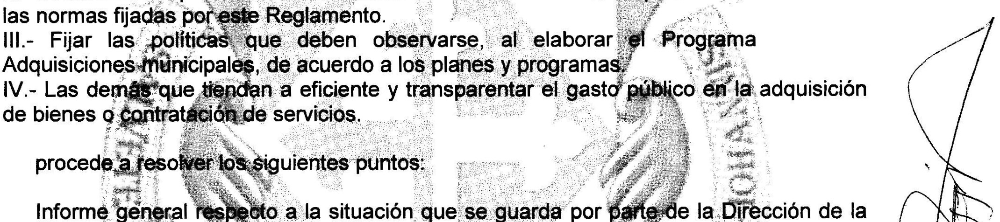 las normas fijadas por este Reglamento.
III.- Fijar las políticas que deben observarse, al elaborar el Programa
Adquisiciones municipales, de acuerdo a los planes y programas.
IV.- Las demás que tiendan a eficiente y transparentar el gasto público en la adquisición
de bienes o contratación de servicios.
procede a resolver los siguientes puntos:
Informe general respecto a la situación que se guarda por parte de la Dirección de la